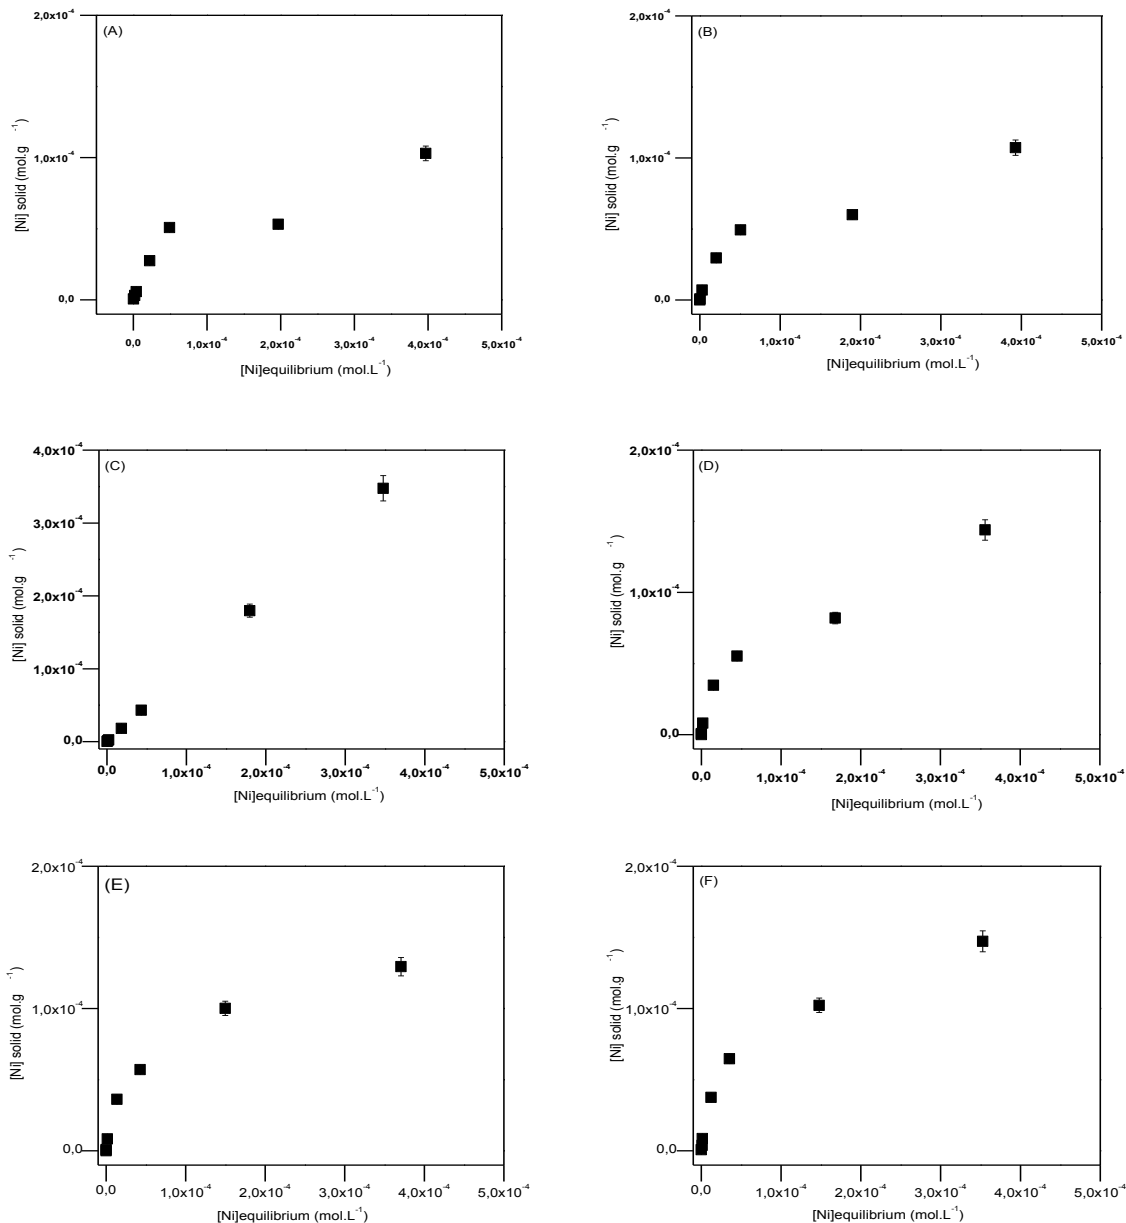 (A)
2,0x10⁻⁴
1,0x10⁻⁴
0,0
[Ni] solid (mol.g ⁻¹)
0,0 1,0x10⁻⁴ 2,0x10⁻⁴ 3,0x10⁻⁴ 4,0x10⁻⁴ 5,0x10⁻⁴
[Ni]equilibrium (mol.L⁻¹)
(B)
2,0x10⁻⁴
1,0x10⁻⁴
0,0
[Ni] solid (mol.g ⁻¹)
0,0 1,0x10⁻⁴ 2,0x10⁻⁴ 3,0x10⁻⁴ 4,0x10⁻⁴ 5,0x10⁻⁴
[Ni]equilibrium (mol.L⁻¹)
(C)
4,0x10⁻⁴
3,0x10⁻⁴
2,0x10⁻⁴
1,0x10⁻⁴
0,0
[Ni] solid (mol.g ⁻¹)
0,0 1,0x10⁻⁴ 2,0x10⁻⁴ 3,0x10⁻⁴ 4,0x10⁻⁴ 5,0x10⁻⁴
[Ni]equilibrium (mol.L⁻¹)
(D)
2,0x10⁻⁴
1,0x10⁻⁴
0,0
[Ni] solid (mol.g ⁻¹)
0,0 1,0x10⁻⁴ 2,0x10⁻⁴ 3,0x10⁻⁴ 4,0x10⁻⁴ 5,0x10⁻⁴
[Ni]equilibrium (mol.L⁻¹)
(E)
2,0x10⁻⁴
1,0x10⁻⁴
0,0
[Ni] solid (mol.g ⁻¹)
0,0 1,0x10⁻⁴ 2,0x10⁻⁴ 3,0x10⁻⁴ 4,0x10⁻⁴ 5,0x10⁻⁴
[Ni]equilibrium (mol.L⁻¹)
(F)
2,0x10⁻⁴
1,0x10⁻⁴
0,0
[Ni] solid (mol.g ⁻¹)
0,0 1,0x10⁻⁴ 2,0x10⁻⁴ 3,0x10⁻⁴ 4,0x10⁻⁴ 5,0x10⁻⁴
[Ni]equilibrium (mol.L⁻¹)